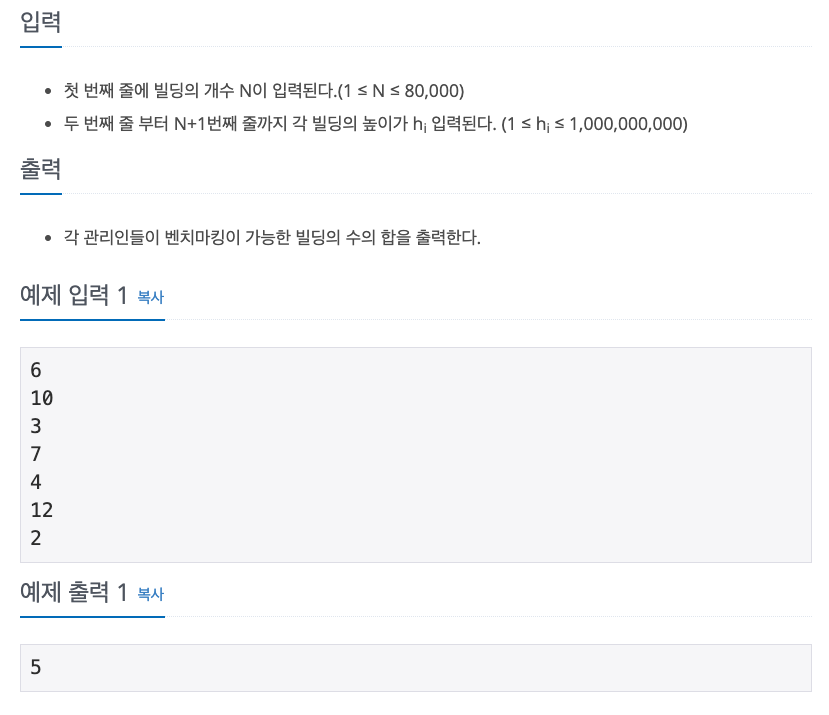 입력
• 첫 번째 줄에 빌딩의 개수 N이 입력된다.(1 ≤ N ≤ 80,000)
• 두 번째 줄 부터 N+1번째 줄까지 각 빌딩의 높이가 hi 입력된다. (1 ≤ hi ≤ 1,000,000,000)
출력
• 각 관리인들이 벤치마킹이 가능한 빌딩의 수의 합을 출력한다.
예제 입력 1 복사
6
10
3
7
4
12
2
예제 출력 1 복사
5